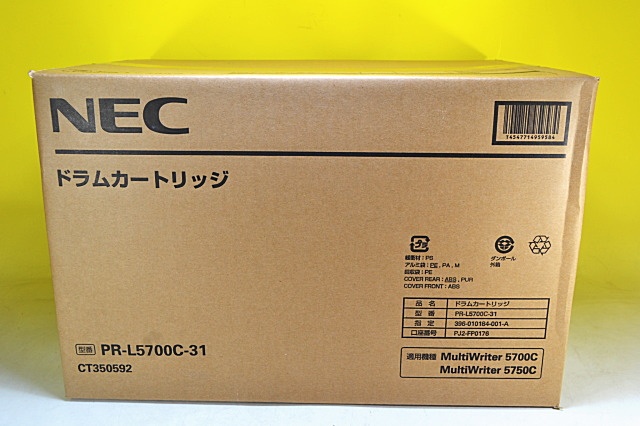 NEC
14547714959584
ドラムカートリッジ
緩衝材 : PS
アルミ袋 : PE , PA , M
回収袋 : PE
COVER REAR : ABS , PUR
COVER FRONT : ABS
ダンボール
外箱
品 名 ドラムカートリッジ
型 番 PR-L5700C-31
指 定 396-010184-001-A
口座番号 PJ2-FP0176
型番 PR-L5700C-31
CT350592
適用機種 MultiWriter 5700C
MultiWriter 5750C